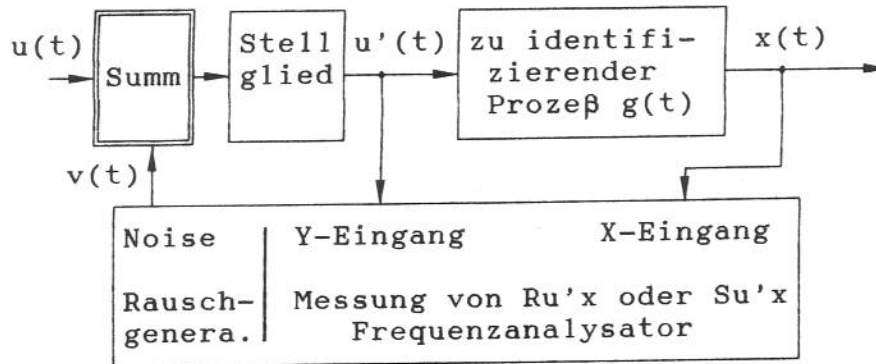 u(t)
Summ
Stell
glied
u'(t)
zu identifi-
zierender
Prozeß g(t)
x(t)
v(t)
Noise
Y-Eingang
X-Eingang
Rausch-
genera.
Messung von Ru'x oder Su'x
Frequenzanalysator